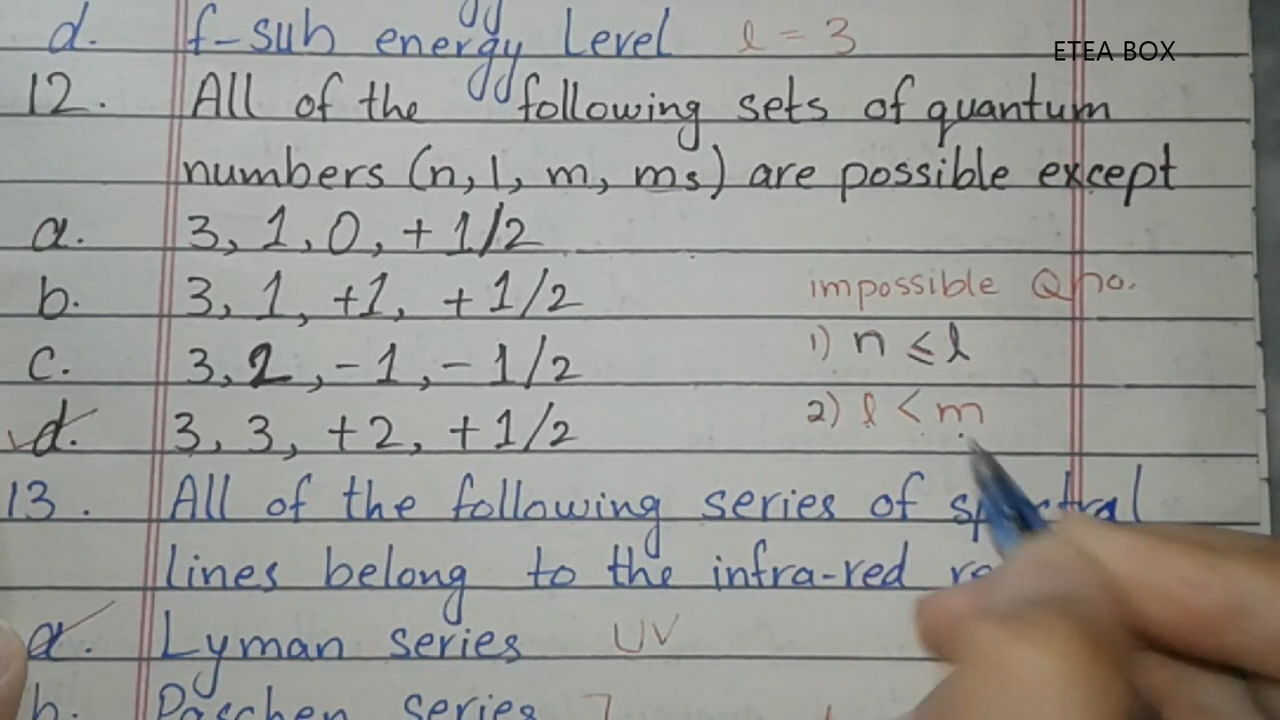 d. f-sub energy Level l = 3
ETEA BOX
12. All of the following sets of quantum
numbers (n, l, m, ms) are possible except
a. 3, 1, 0, + 1/2
b. 3, 1, +1, + 1/2
impossible Q no.
c. 3, 2, - 1, - 1/2
1) n ≤ l
d. 3, 3, +2, + 1/2
2) l < m
13. All of the following series of
lines belong to the infra-red
a. Lyman series UV
b. Paschen series